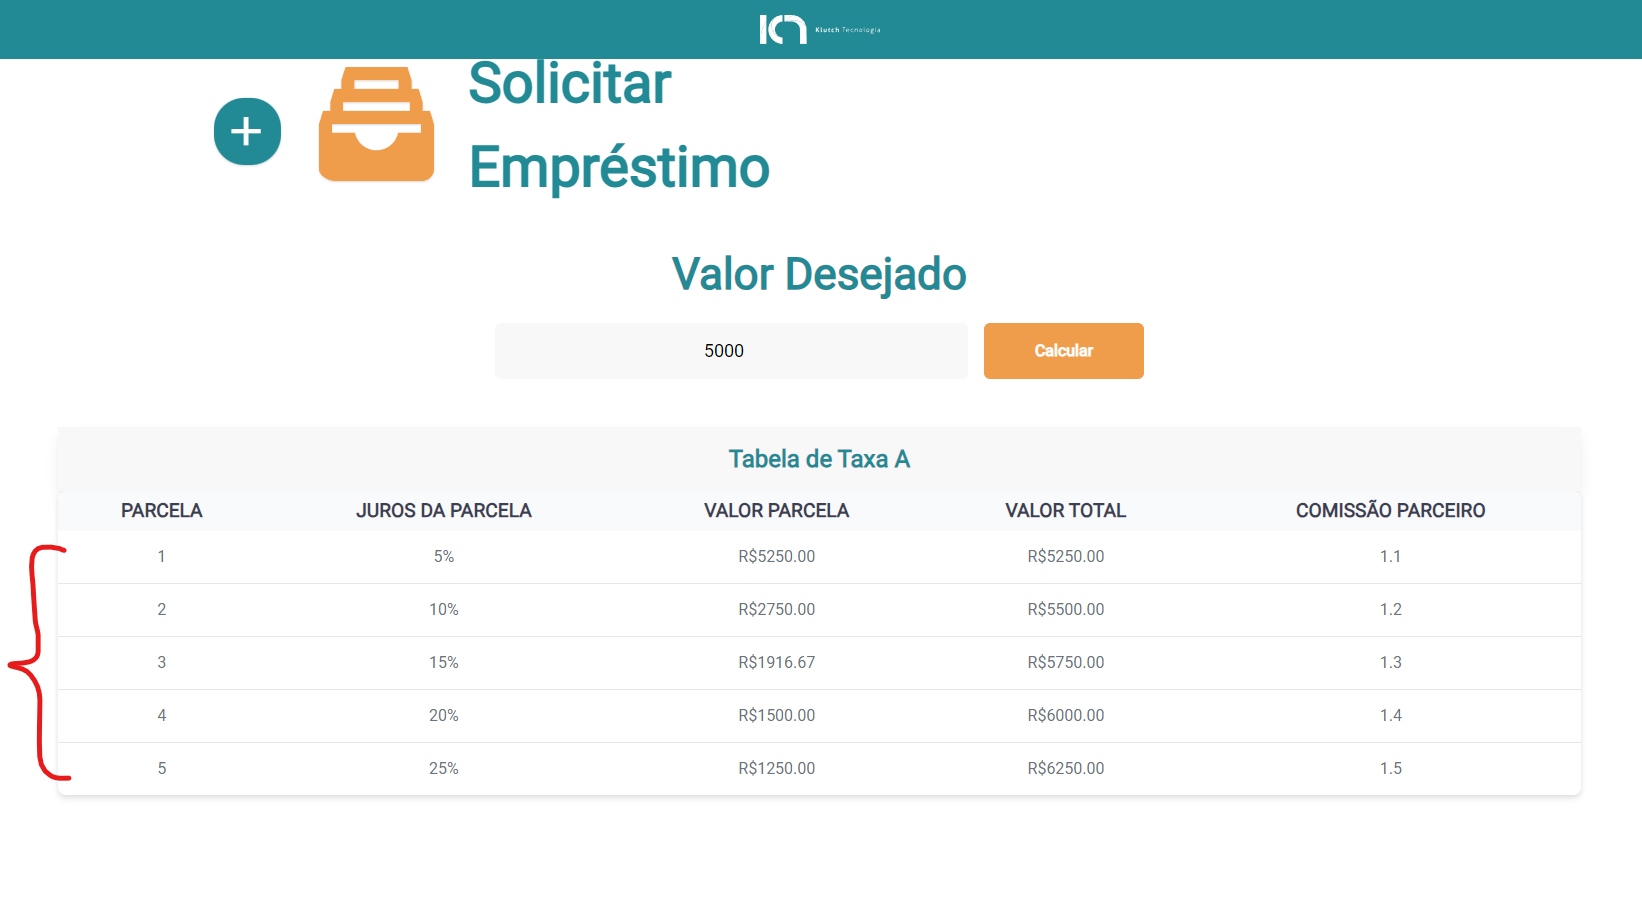 Klutch Tecnologia
Solicitar
Empréstimo
Valor Desejado
5000 Calcular
Tabela de Taxa A
PARCELA JUROS DA PARCELA VALOR PARCELA VALOR TOTAL COMISSÃO PARCEIRO
1 5% R$5250.00 R$5250.00 1.1
2 10% R$2750.00 R$5500.00 1.2
3 15% R$1916.67 R$5750.00 1.3
4 20% R$1500.00 R$6000.00 1.4
5 25% R$1250.00 R$6250.00 1.5